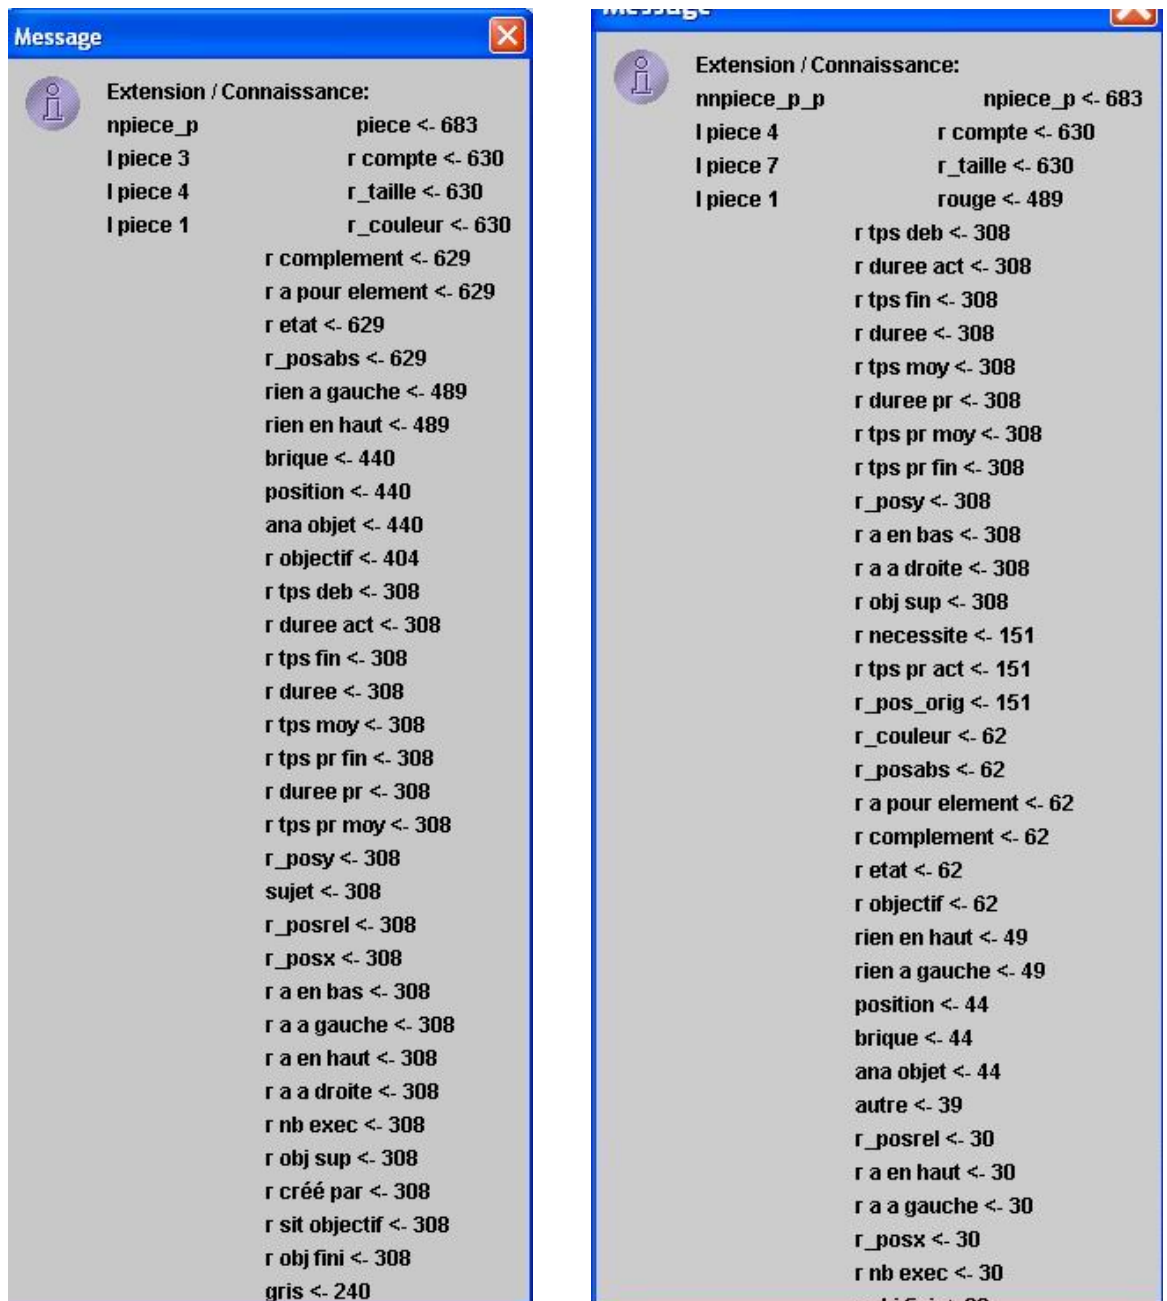 Message
Extension / Connaissance:
npiece_p piece <- 683
I piece 3 r compte <- 630
I piece 4 r_taille <- 630
I piece 1 r_couleur <- 630
r complement <- 629
r a pour element <- 629
r etat <- 629
r_posabs <- 629
rien a gauche <- 489
rien en haut <- 489
brique <- 440
position <- 440
ana objet <- 440
r objectif <- 404
r tps deb <- 308
r duree act <- 308
r tps fin <- 308
r duree <- 308
r tps moy <- 308
r tps pr fin <- 308
r duree pr <- 308
r tps pr moy <- 308
r_posy <- 308
sujet <- 308
r_posrel <- 308
r_posx <- 308
r a en bas <- 308
r a a gauche <- 308
r a en haut <- 308
r a a droite <- 308
r nb exec <- 308
r obj sup <- 308
r créé par <- 308
r sit objectif <- 308
r obj fini <- 308
gris <- 240
Message
Extension / Connaissance:
nnpiece_p_p npiece_p <- 683
I piece 4 r compte <- 630
I piece 7 r_taille <- 630
I piece 1 rouge <- 489
r tps deb <- 308
r duree act <- 308
r tps fin <- 308
r duree <- 308
r tps moy <- 308
r duree pr <- 308
r tps pr moy <- 308
r tps pr fin <- 308
r_posy <- 308
r a en bas <- 308
r a a droite <- 308
r obj sup <- 308
r necessite <- 151
r tps pr act <- 151
r_pos_orig <- 151
r_couleur <- 62
r_posabs <- 62
r a pour element <- 62
r complement <- 62
r etat <- 62
r objectif <- 62
rien en haut <- 49
rien a gauche <- 49
position <- 44
brique <- 44
ana objet <- 44
autre <- 39
r_posrel <- 30
r a en haut <- 30
r a a gauche <- 30
r_posx <- 30
r nb exec <- 30